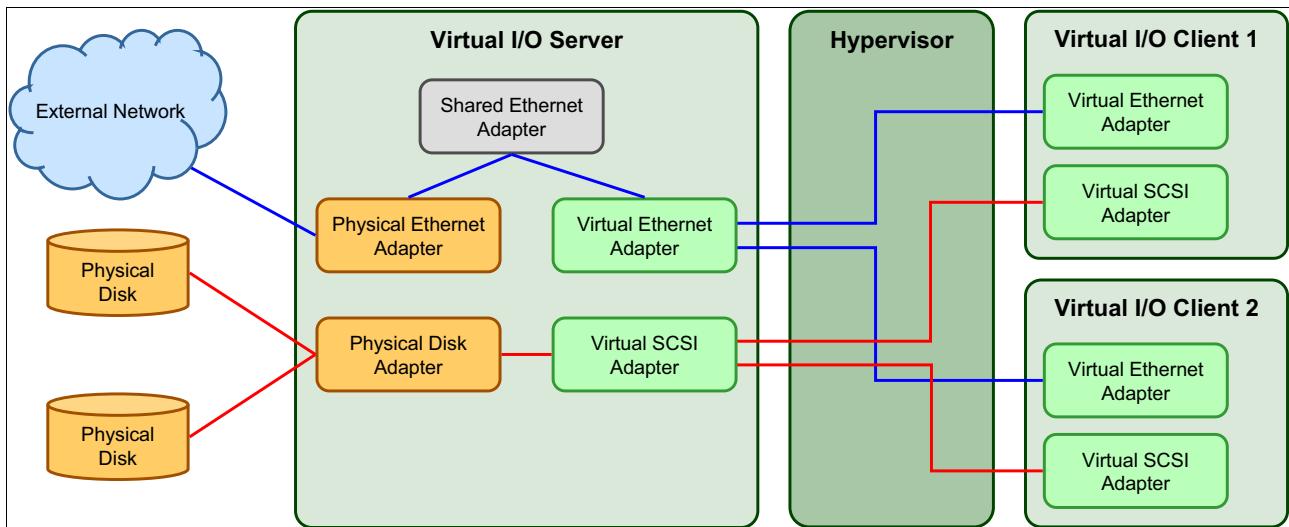 External Network
Physical
Disk
Physical
Disk
Virtual I/O Server
Shared Ethernet
Adapter
Physical Ethernet
Adapter
Virtual Ethernet
Adapter
Physical Disk
Adapter
Virtual SCSI
Adapter
Hypervisor
Virtual I/O Client 1
Virtual Ethernet
Adapter
Virtual SCSI
Adapter
Virtual I/O Client 2
Virtual Ethernet
Adapter
Virtual SCSI
Adapter